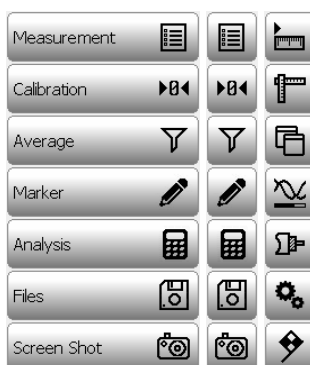 Measurement
Calibration
Average
Marker
Analysis
Files
Screen Shot